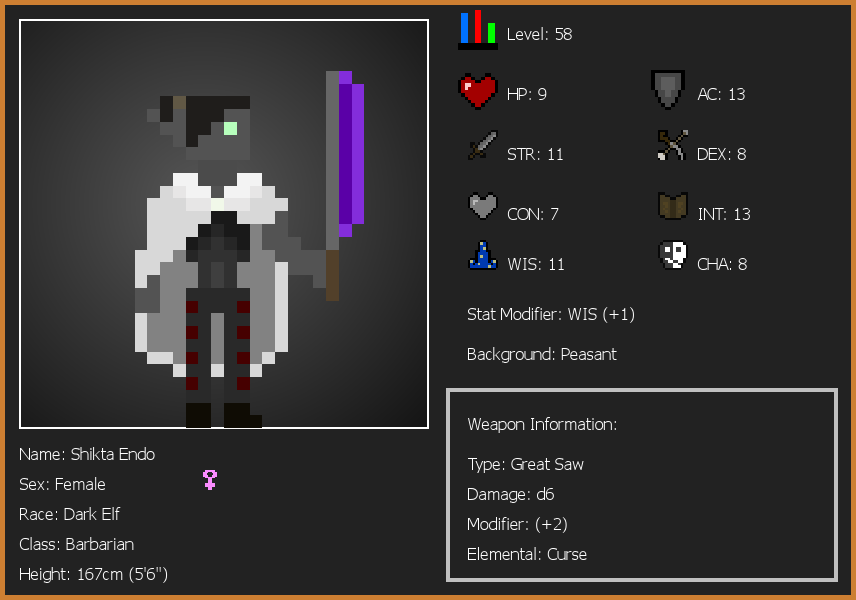 Level: 58
HP: 9
AC: 13
STR: 11
DEX: 8
CON: 7
INT: 13
WIS: 11
CHA: 8
Stat Modifier: WIS (+1)
Background: Peasant
Weapon Information:
Type: Great Saw
Damage: d6
Modifier: (+2)
Elemental: Curse
Name: Shikta Endo
Sex: Female
Race: Dark Elf
Class: Barbarian
Height: 167cm (5'6")